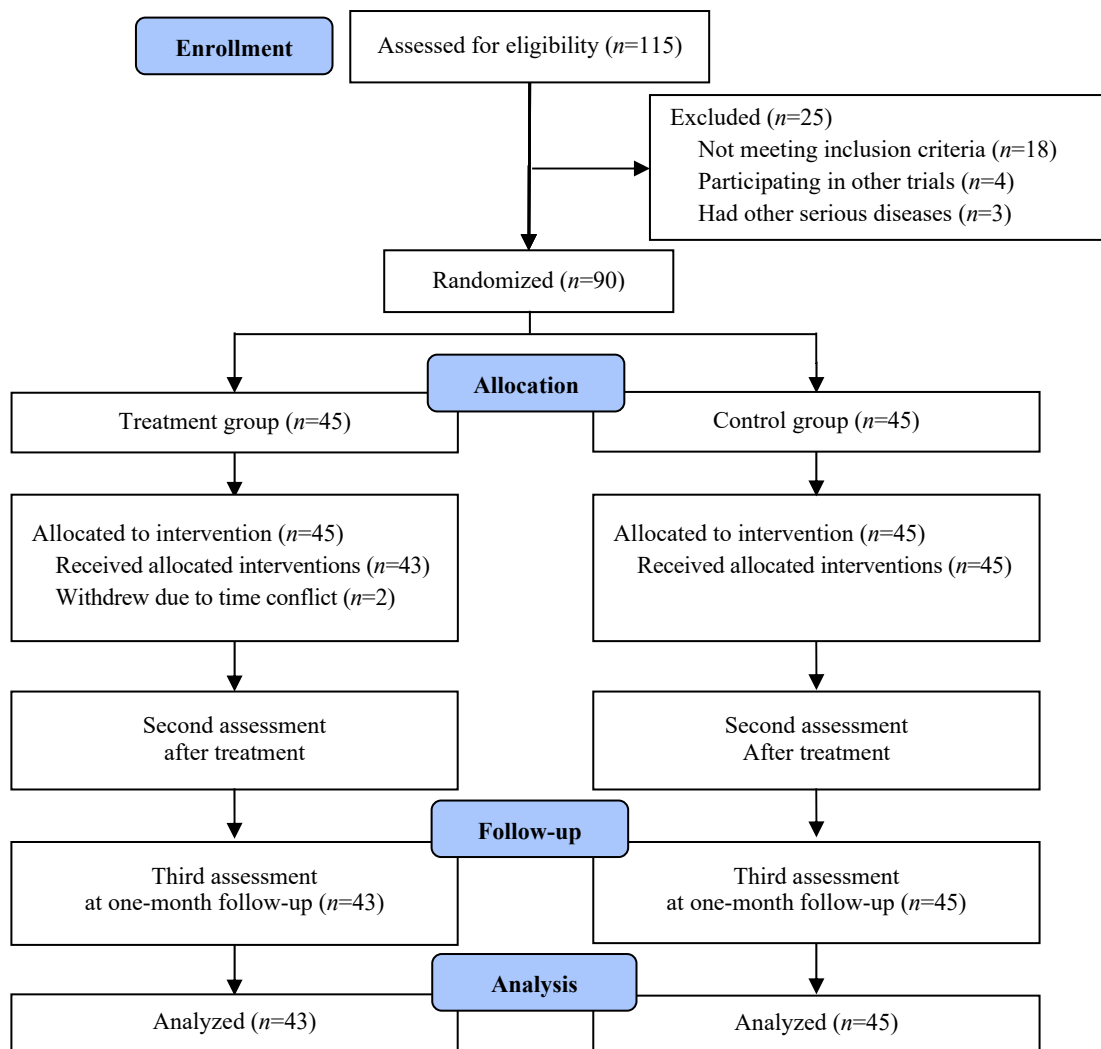 Enrollment
Assessed for eligibility (n=115)
Excluded (n=25)
Not meeting inclusion criteria (n=18)
Participating in other trials (n=4)
Had other serious diseases (n=3)
Randomized (n=90)
Allocation
Treatment group (n=45)
Control group (n=45)
Allocated to intervention (n=45)
Received allocated interventions (n=43)
Withdrew due to time conflict (n=2)
Allocated to intervention (n=45)
Received allocated interventions (n=45)
Second assessment
after treatment
Second assessment
After treatment
Follow-up
Third assessment
at one-month follow-up (n=43)
Third assessment
at one-month follow-up (n=45)
Analysis
Analyzed (n=43)
Analyzed (n=45)